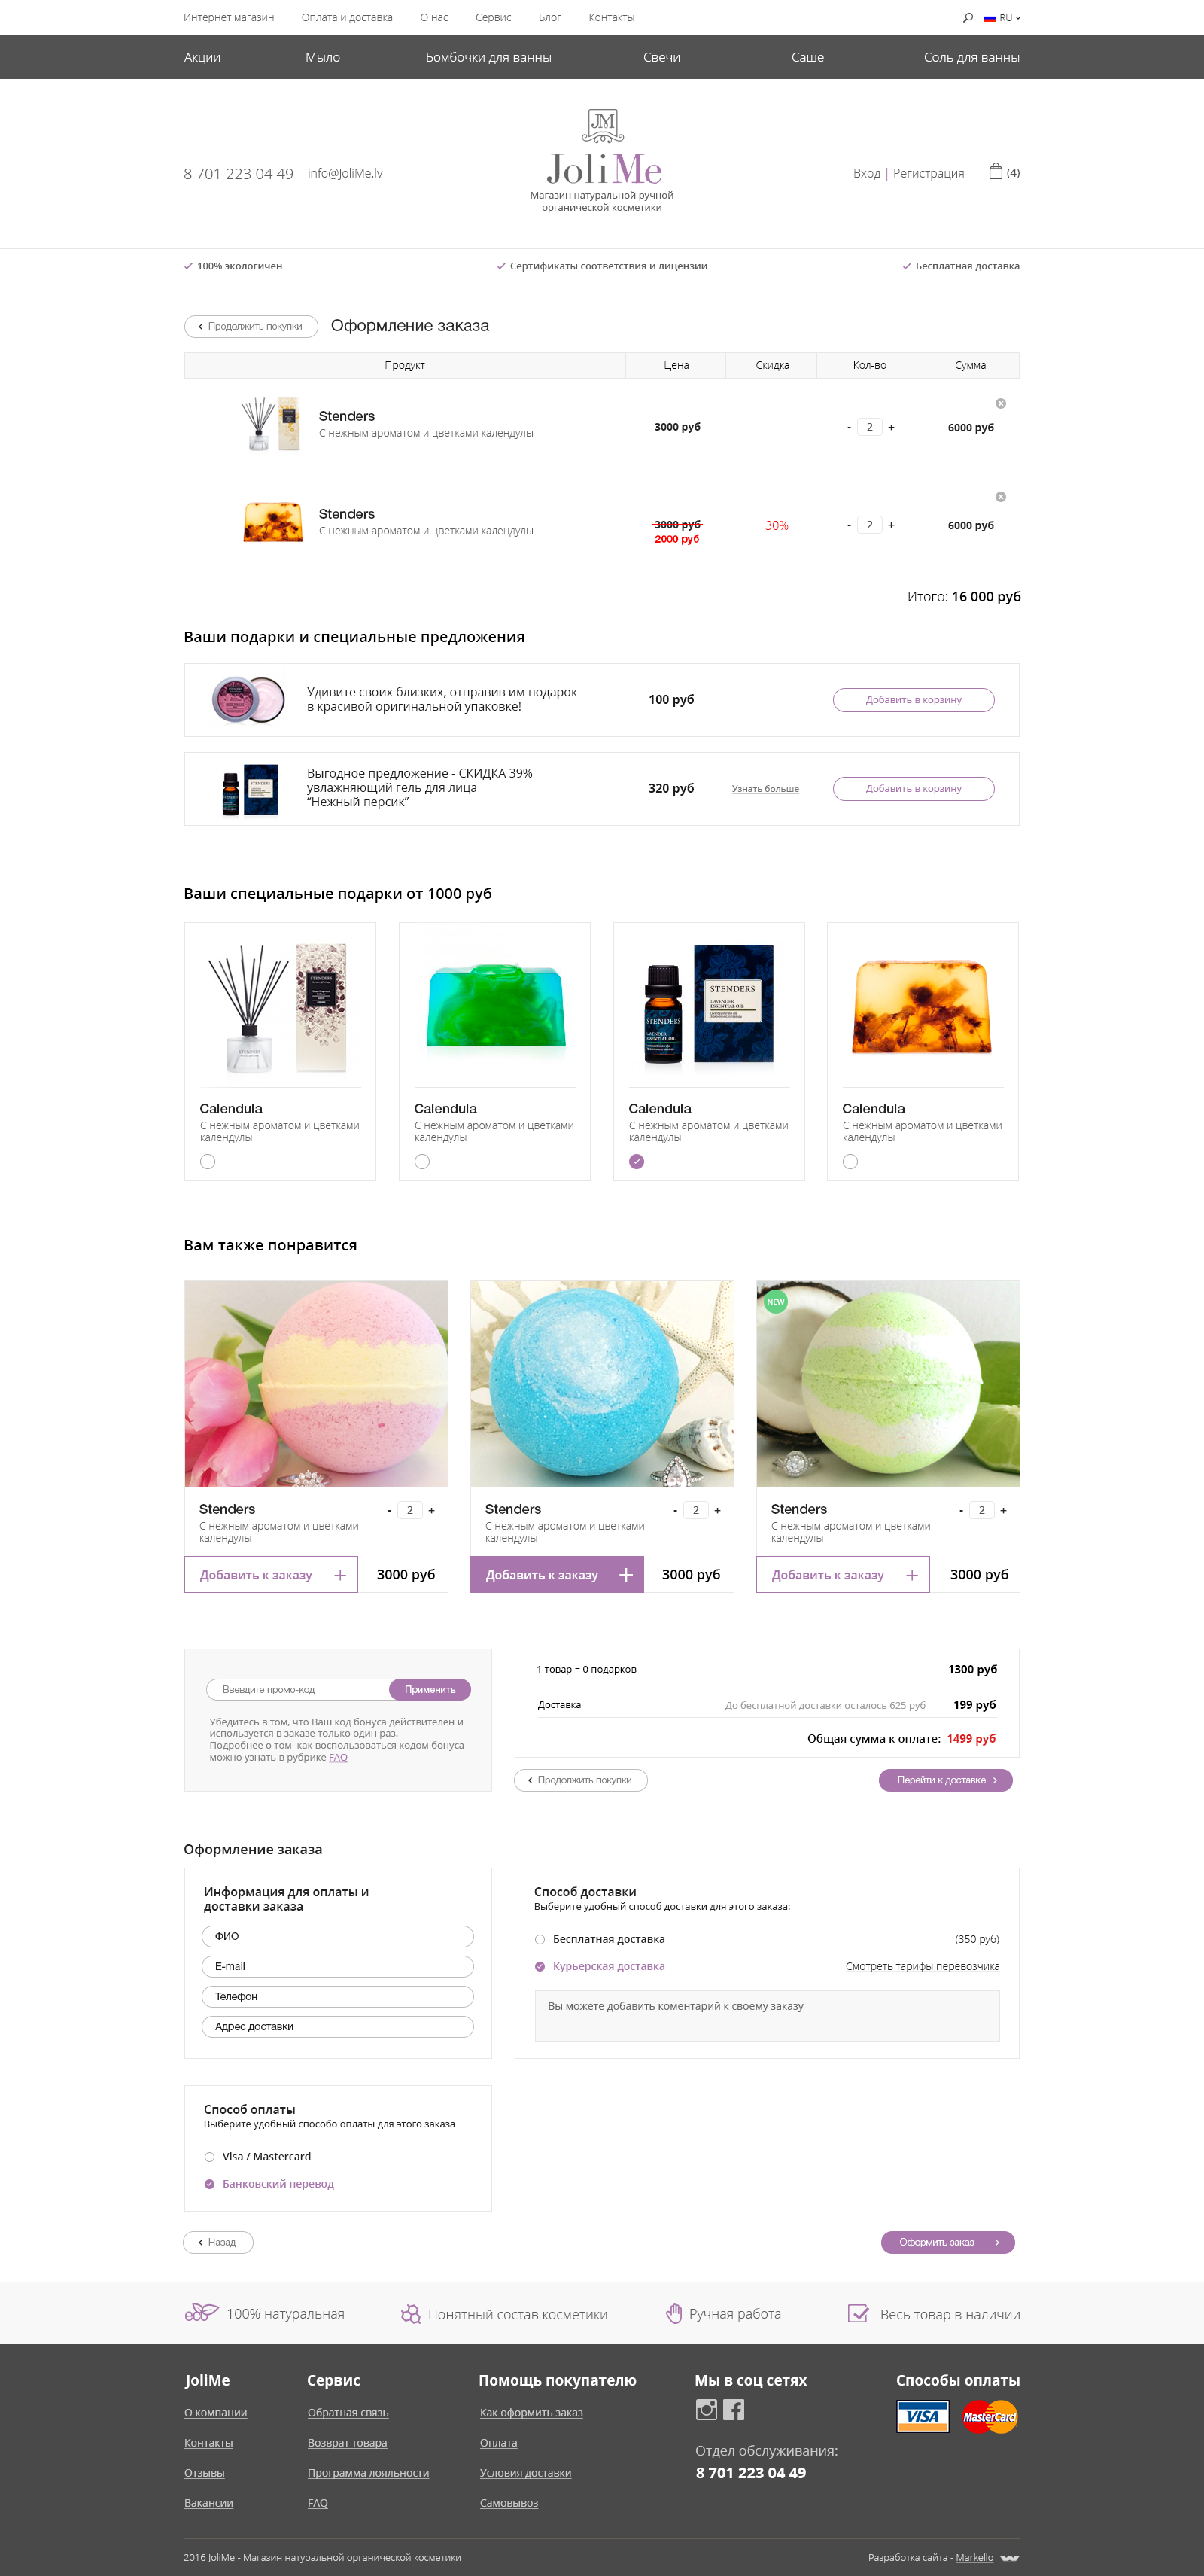 Интернет магазин Оплата и доставка О нас Сервис Блог Контакты RU
Акции Мыло Бомбочки для ванны Свечи Саше Соль для ванны
JM
JoliMe
8 701 223 04 49 info@JoliMe.lv Вход | Регистрация (4)
Магазин натуральной ручной
органической косметики
100% экологичен Сертификаты соответствия и лицензии Бесплатная доставка
Продолжить покупки Оформление заказа
Продукт Цена Скидка Кол-во Сумма
Stenders
С нежным ароматом и цветками календулы
3000 руб - - 2 + 6000 руб
Stenders
С нежным ароматом и цветками календулы
3000 руб 30% - 2 + 6000 руб
2000 руб
Итого: 16 000 руб
Ваши подарки и специальные предложения
Удивите своих близких, отправив им подарок
в красивой оригинальной упаковке!
100 руб Добавить в корзину
Выгодное предложение - СКИДКА 39%
увлажняющий гель для лица
“Нежный персик”
320 руб Узнать больше Добавить в корзину
STENDERS
Ваши специальные подарки от 1000 руб
STENDERS
STENDERS
STENDERS
LAVENDER
ESSENTIAL OIL
STENDERS
LAVENDER
ESSENTIAL OIL
Calendula Calendula Calendula Calendula
С нежным ароматом и цветками С нежным ароматом и цветками С нежным ароматом и цветками С нежным ароматом и цветками
календулы календулы календулы календулы
Вам также понравится
NEW
Stenders - 2 + Stenders - 2 + Stenders - 2 +
С нежным ароматом и цветками С нежным ароматом и цветками С нежным ароматом и цветками
календулы календулы календулы
Добавить к заказу 3000 руб Добавить к заказу 3000 руб Добавить к заказу 3000 руб
Ввевдите промо-код Применить
Убедитесь в том, что Ваш код бонуса действителен и
используется в заказе только один раз.
Подробнее о том как воспользоваться кодом бонуса
можно узнать в рубрике FAQ
1 товар = 0 подарков 1300 руб
Доставка До бесплатной доставки осталось 625 руб 199 руб
Общая сумма к оплате: 1499 руб
Продолжить покупки Перейти к доставке
Оформление заказа
Информация для оплаты и
доставки заказа
ФИО
E-mail
Телефон
Адрес доставки
Способ доставки
Выберите удобный способ доставки для этого заказа:
Бесплатная доставка (350 руб)
Курьерская доставка Смотреть тарифы перевозчика
Вы можете добавить коментарий к своему заказу
Способ оплаты
Выберите удобный способо оплаты для этого заказа
Visa / Mastercard
Банковский перевод
Назад Оформить заказ
eco 100% натуральная Понятный состав косметики Ручная работа Весь товар в наличии
JoliMe Сервис Помощь покупателю Мы в соц сетях Способы оплаты
VISA MasterCard
О компании Обратная связь Как оформить заказ
Контакты Возврат товара Оплата
Отдел обслуживания:
Отзывы Программа лояльности Условия доставки 8 701 223 04 49
Вакансии FAQ Самовывоз
2016 JoliMe - Магазин натуральной органической косметики Разработка сайта - Markello